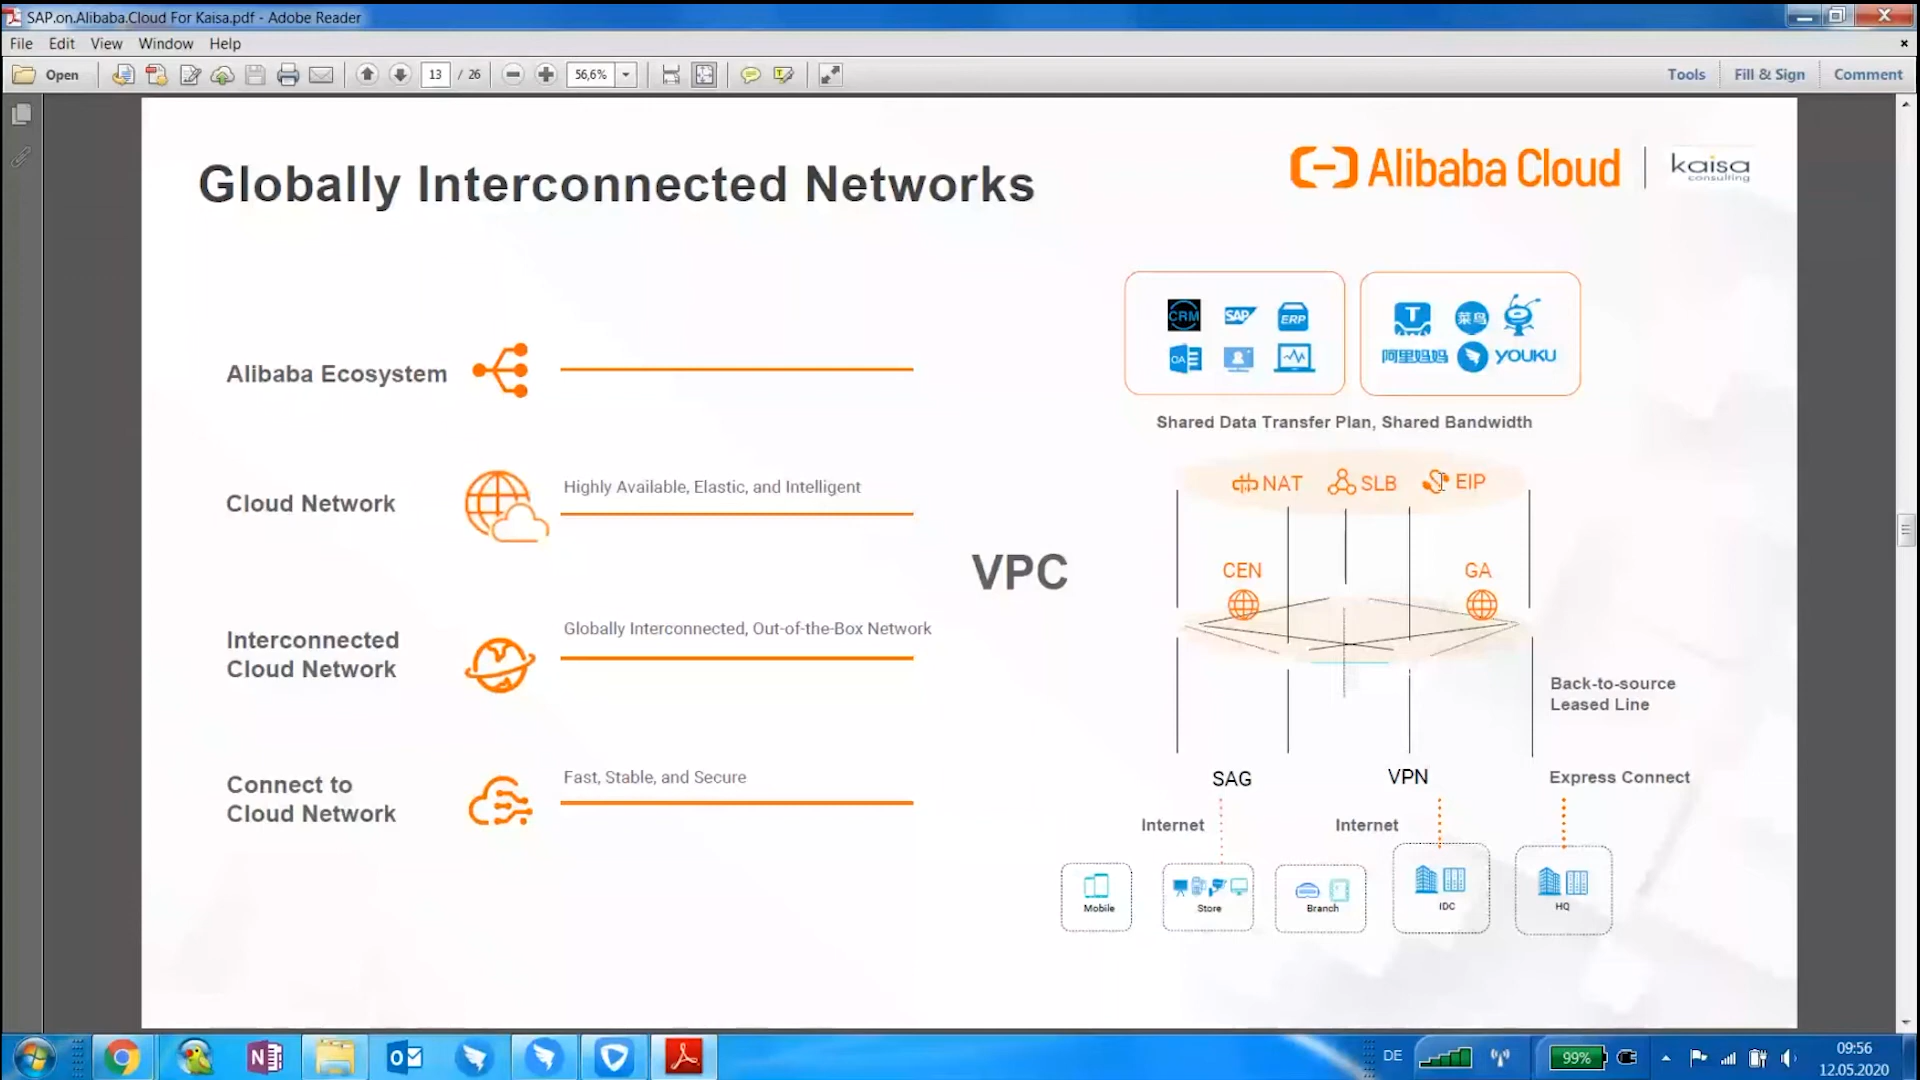 SAP.on.Alibaba.Cloud For Kaisa.pdf - Adobe Reader
File Edit View Window Help
Open 13 / 26 56,6% Tools Fill & Sign Comment
Globally Interconnected Networks
Alibaba Cloud
kaisa
consulting
Alibaba Ecosystem
Cloud Network
Highly Available, Elastic, and Intelligent
Interconnected
Cloud Network
Globally Interconnected, Out-of-the-Box Network
Connect to
Cloud Network
Fast, Stable, and Secure
VPC
CRM SAP ERP
OA
T 菜鸟
阿里妈妈 YOUKU
Shared Data Transfer Plan, Shared Bandwidth
NAT SLB EIP
CEN GA
Back-to-source
Leased Line
SAG VPN Express Connect
Internet Internet
Mobile Store Branch IDC HQ
DE 99% 09:56
12.05.2020